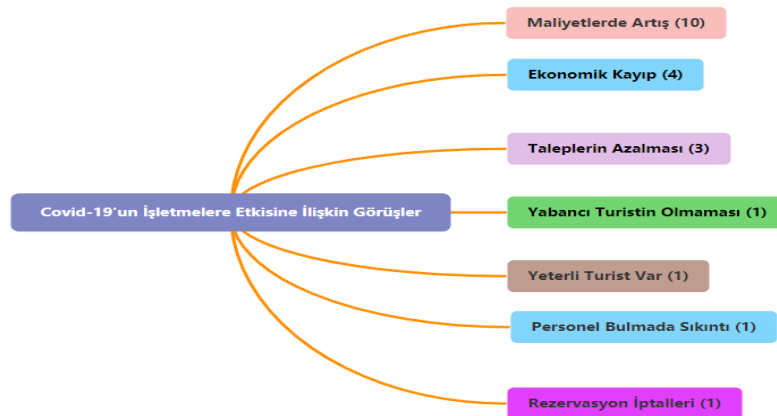 Maliyetlerde Artış (10)
Ekonomik Kayıp (4)
Taleplerin Azalması (3)
Covid-19'un İşletmelere Etkisine İlişkin Görüşler
Yabancı Turistin Olmaması (1)
Yeterli Turist Var (1)
Personel Bulmada Sıkıntı (1)
Rezervasyon İptalleri (1)